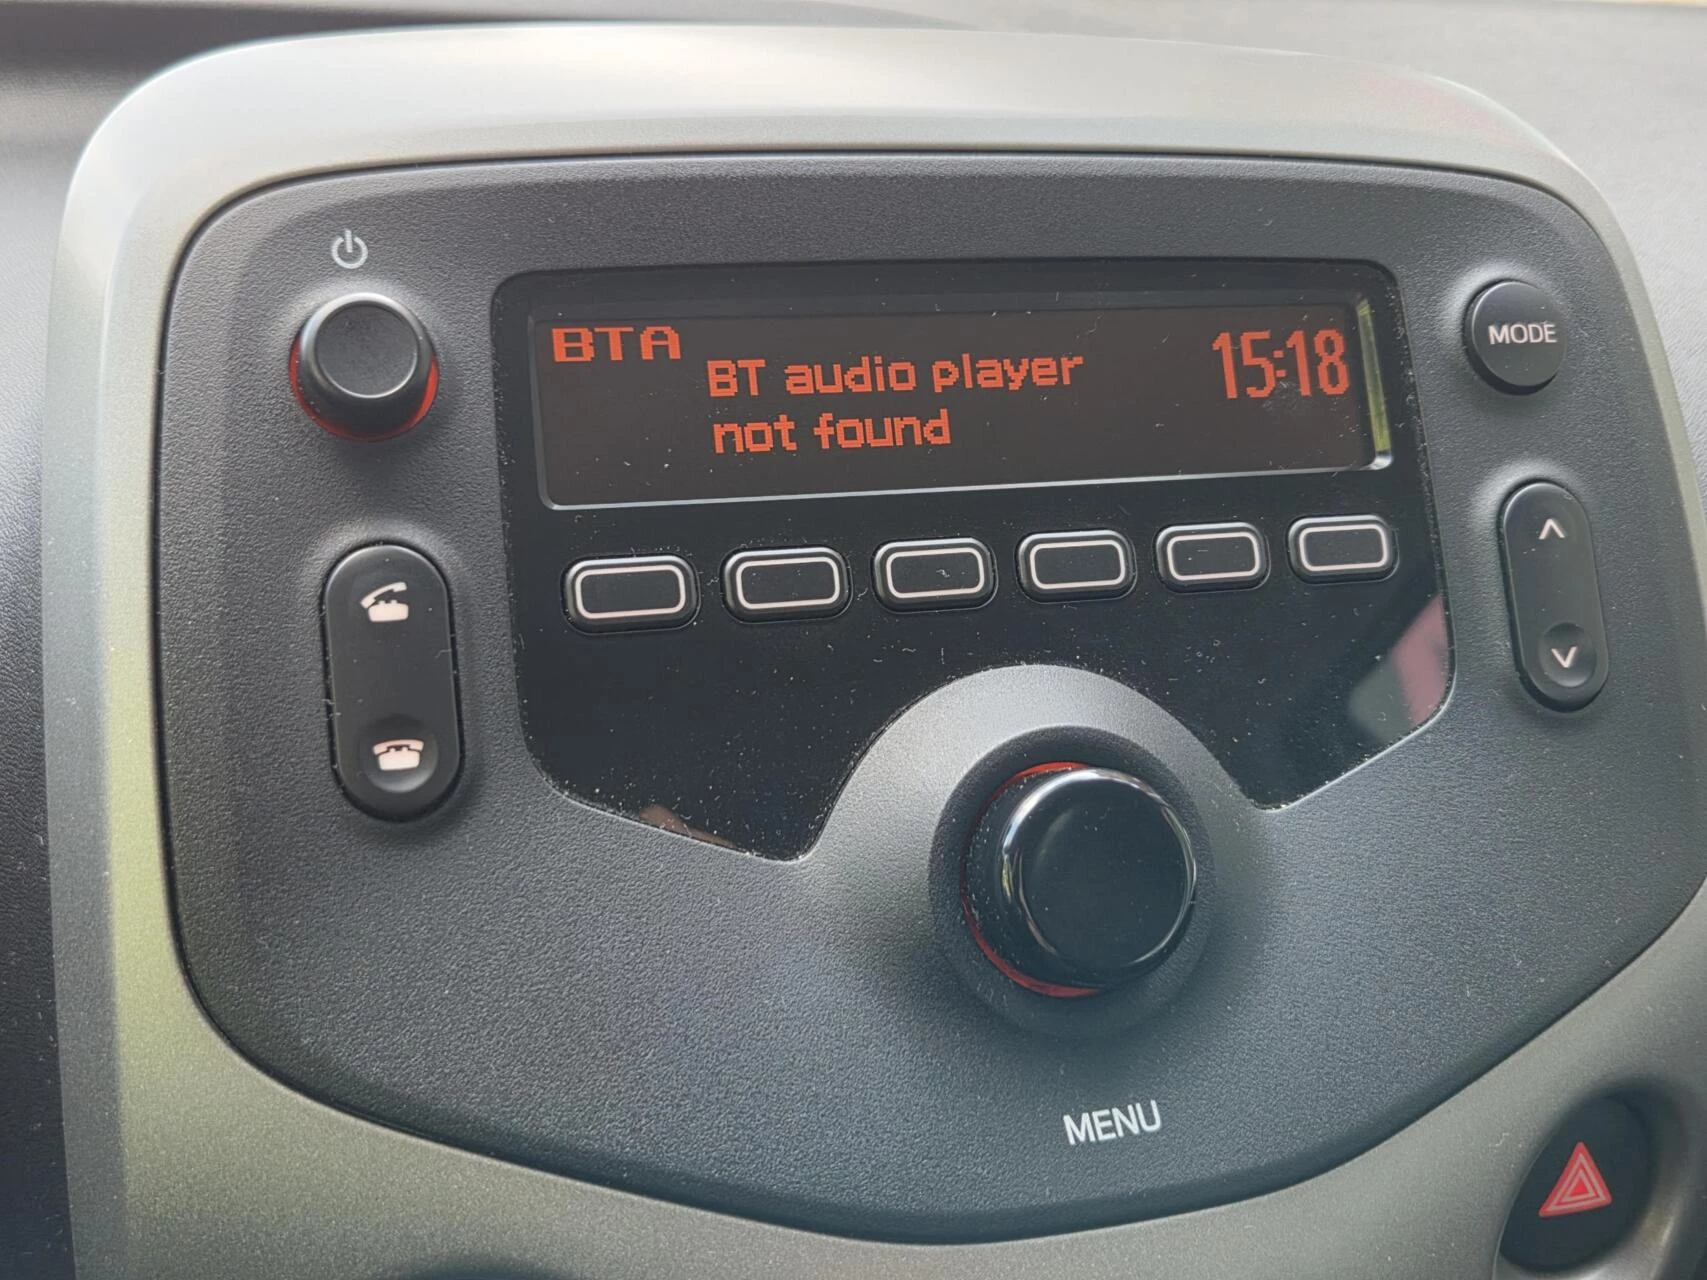 BTA
BT audio player
not found
15:18
MODE
MENU